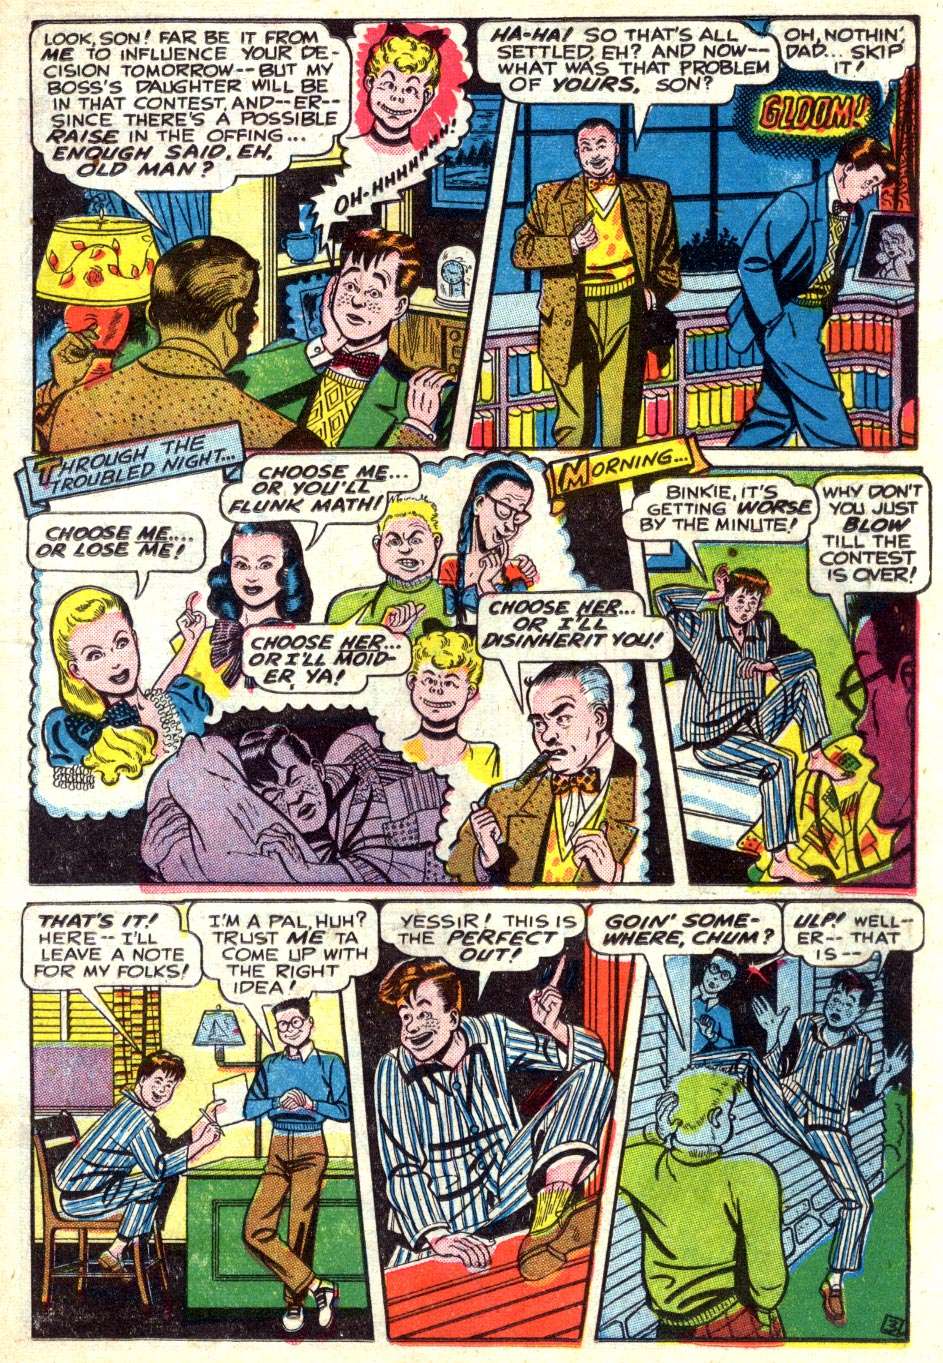 LOOK, SON! FAR BE IT FROM
ME TO INFLUENCE YOUR DE-
CISION TOMORROW-- BUT MY
BOSS'S DAUGHTER WILL BE
IN THAT CONTEST, AND--ER--
SINCE THERE'S A POSSIBLE
RAISE IN THE OFFING...
ENOUGH SAID, EH,
OLD MAN?
OH-HHHHHHH!
HA-HA! SO THAT'S ALL
SETTLED, EH? AND NOW--
WHAT WAS THAT PROBLEM
OF YOURS, SON?
OH, NOTHIN',
DAD... SKIP
IT!
GLOOM!
THROUGH THE
TROUBLED NIGHT...
CHOOSE ME....
OR LOSE ME!
CHOOSE ME...
OR YOU'LL
FLUNK MATH!
CHOOSE HER...
OR I'LL MOID-
ER YA!
CHOOSE HER...
OR I'LL
DISINHERIT YOU!
MORNING...
BINKIE, IT'S
GETTING WORSE
BY THE MINUTE!
WHY DON'T
YOU JUST
BLOW
TILL THE
CONTEST
IS OVER!
THAT'S IT!
HERE-- I'LL
LEAVE A NOTE
FOR MY FOLKS!
I'M A PAL, HUH?
TRUST ME TA
COME UP WITH
THE RIGHT
IDEA!
YESSIR! THIS IS
THE PERFECT
OUT!
GOIN' SOME-
WHERE, CHUM?
ULP! WELL--
ER-- THAT
IS--
3